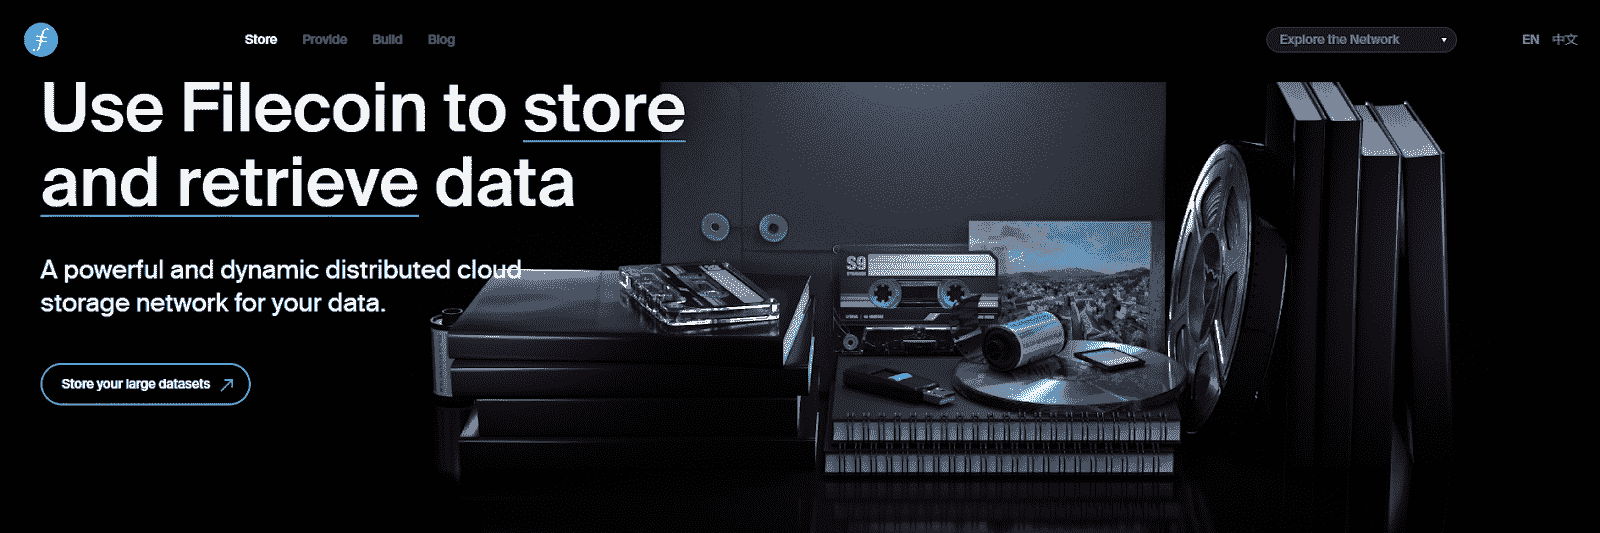 Store Provide Build Blog
Explore the Network
EN 中文
Use Filecoin to store
and retrieve data
A powerful and dynamic distributed cloud
storage network for your data.
Store your large datasets
S9